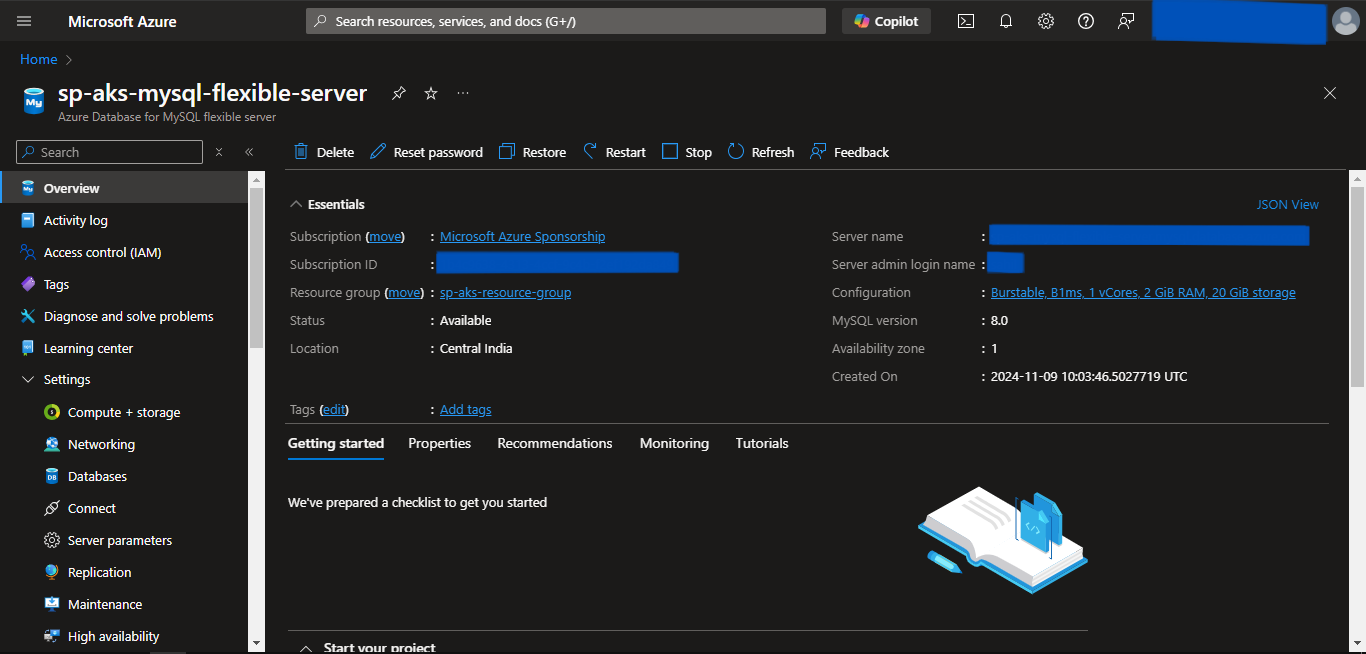 Microsoft Azure
Search resources, services, and docs (G+/)
Copilot
Home
My
sp-aks-mysql-flexible-server
Azure Database for MySQL flexible server
Search
Delete
Reset password
Restore
Restart
Stop
Refresh
Feedback
Overview
Activity log
Access control (IAM)
Tags
Diagnose and solve problems
Learning center
Settings
Compute + storage
Networking
Databases
Connect
Server parameters
Replication
Maintenance
High availability
Essentials
JSON View
Subscription (move) : Microsoft Azure Sponsorship
Subscription ID :
Resource group (move) : sp-aks-resource-group
Status : Available
Location : Central India
Server name :
Server admin login name :
Configuration : Burstable, B1ms, 1 vCores, 2 GiB RAM, 20 GiB storage
MySQL version : 8.0
Availability zone : 1
Created On : 2024-11-09 10:03:46.5027719 UTC
Tags (edit) : Add tags
Getting started
Properties
Recommendations
Monitoring
Tutorials
We've prepared a checklist to get you started
Start your project